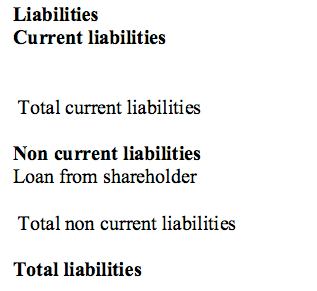 Liabilities
Current liabilities
Total current liabilities
Non current liabilities
Loan from shareholder
Total non current liabilities
Total liabilities